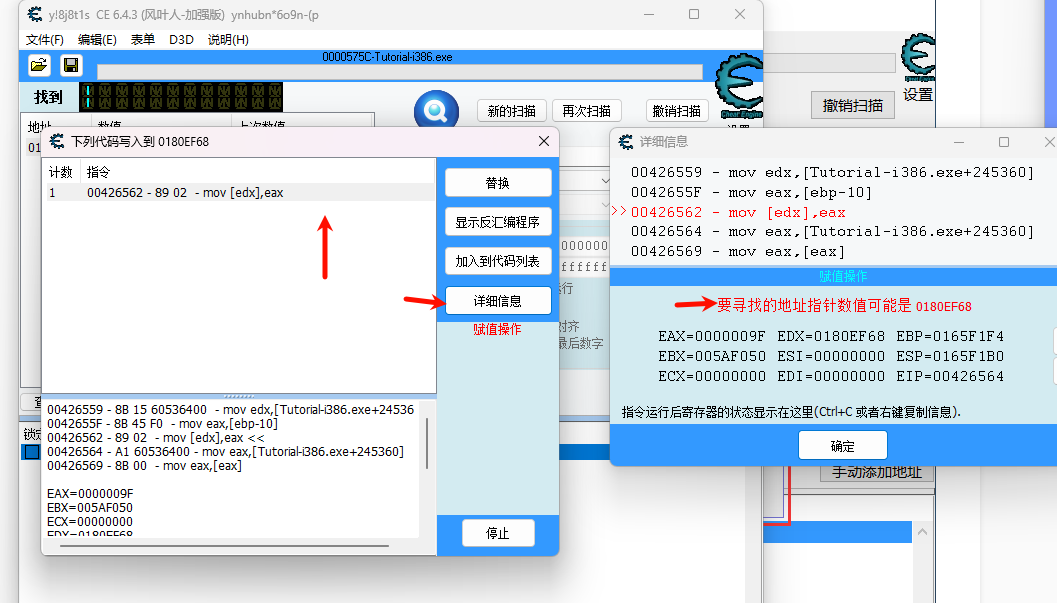 y!8j8t1s CE 6.4.3 (风叶人-加强版) ynhubn*6o9n-(p
文件(F) 编辑(E) 表单 D3D 说明(H)
0000575C-Tutorial-i386.exe
找到
新的扫描 再次扫描 撤销扫描
撤销扫描
设置
Cheat Engine
地址 数值 上次数值
01
下列代码写入到 0180EF68
计数 指令
1 00426562 - 89 02 - mov [edx],eax
替换
显示反汇编程序
加入到代码列表
详细信息
赋值操作
停止
000000
ffffff
行
对齐
最后数字
00426559 - 8B 15 60536400 - mov edx,[Tutorial-i386.exe+24536
0042655F - 8B 45 F0 - mov eax,[ebp-10]
00426562 - 89 02 - mov [edx],eax <<
00426564 - A1 60536400 - mov eax,[Tutorial-i386.exe+245360]
00426569 - 8B 00 - mov eax,[eax]
EAX=0000009F
EBX=005AF050
ECX=00000000
EDX=0180EF68
详细信息
00426559 - mov edx,[Tutorial-i386.exe+245360]
0042655F - mov eax,[ebp-10]
>>00426562 - mov [edx],eax
00426564 - mov eax,[Tutorial-i386.exe+245360]
00426569 - mov eax,[eax]
赋值操作
要寻找的地址指针数值可能是 0180EF68
EAX=0000009F EDX=0180EF68 EBP=0165F1F4
EBX=005AF050 ESI=00000000 ESP=0165F1B0
ECX=00000000 EDI=00000000 EIP=00426564
指令运行后寄存器的状态显示在这里(Ctrl+C 或者右键复制信息).
确定
手动添加地址